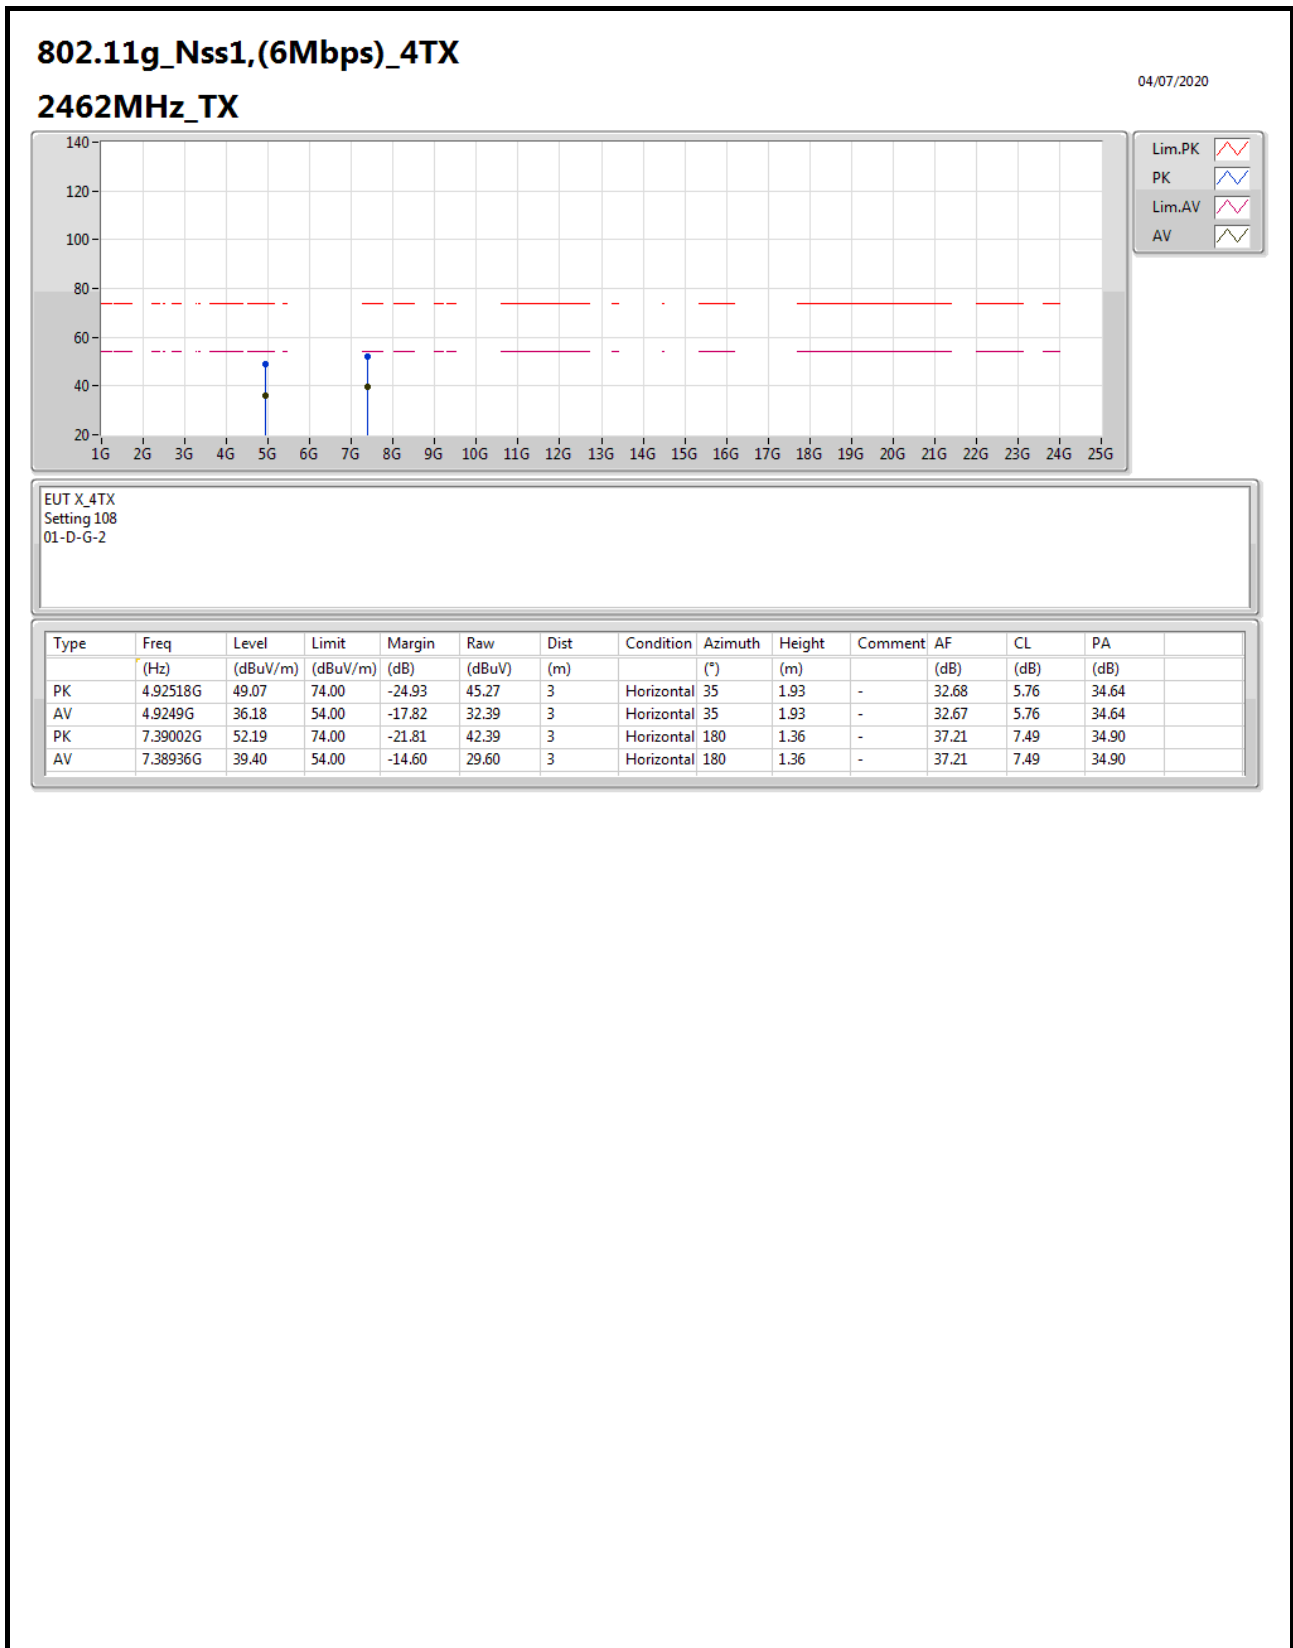 802.11g_Nss1,(6Mbps)_4TX
04/07/2020
2462MHz_TX
140
120
100
80
60
40
20
1G 2G 3G 4G 5G 6G 7G 8G 9G 10G 11G 12G 13G 14G 15G 16G 17G 18G 19G 20G 21G 22G 23G 24G 25G
Lim.PK
PK
Lim.AV
AV
EUT X_4TX
Setting 108
01-D-G-2
Type Freq Level Limit Margin Raw Dist Condition Azimuth Height Comment AF CL PA
(Hz) (dBuV/m) (dBuV/m) (dB) (dBuV) (m) (°) (m) (dB) (dB) (dB)
PK 4.92518G 49.07 74.00 -24.93 45.27 3 Horizontal 35 1.93 - 32.68 5.76 34.64
AV 4.9249G 36.18 54.00 -17.82 32.39 3 Horizontal 35 1.93 - 32.67 5.76 34.64
PK 7.39002G 52.19 74.00 -21.81 42.39 3 Horizontal 180 1.36 - 37.21 7.49 34.90
AV 7.38936G 39.40 54.00 -14.60 29.60 3 Horizontal 180 1.36 - 37.21 7.49 34.90